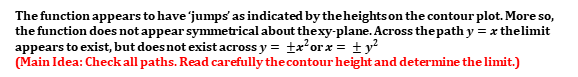 The function appears to have ‘jumps’ as indicated by the heights on the contour plot. More so,
the function does not appear symmetrical about the xy-plane. Across the path y = x the limit
appears to exist, but does not exist across y = ±x² or x = ± y²
(Main Idea: Check all paths. Read carefully the contour height and determine the limit.)